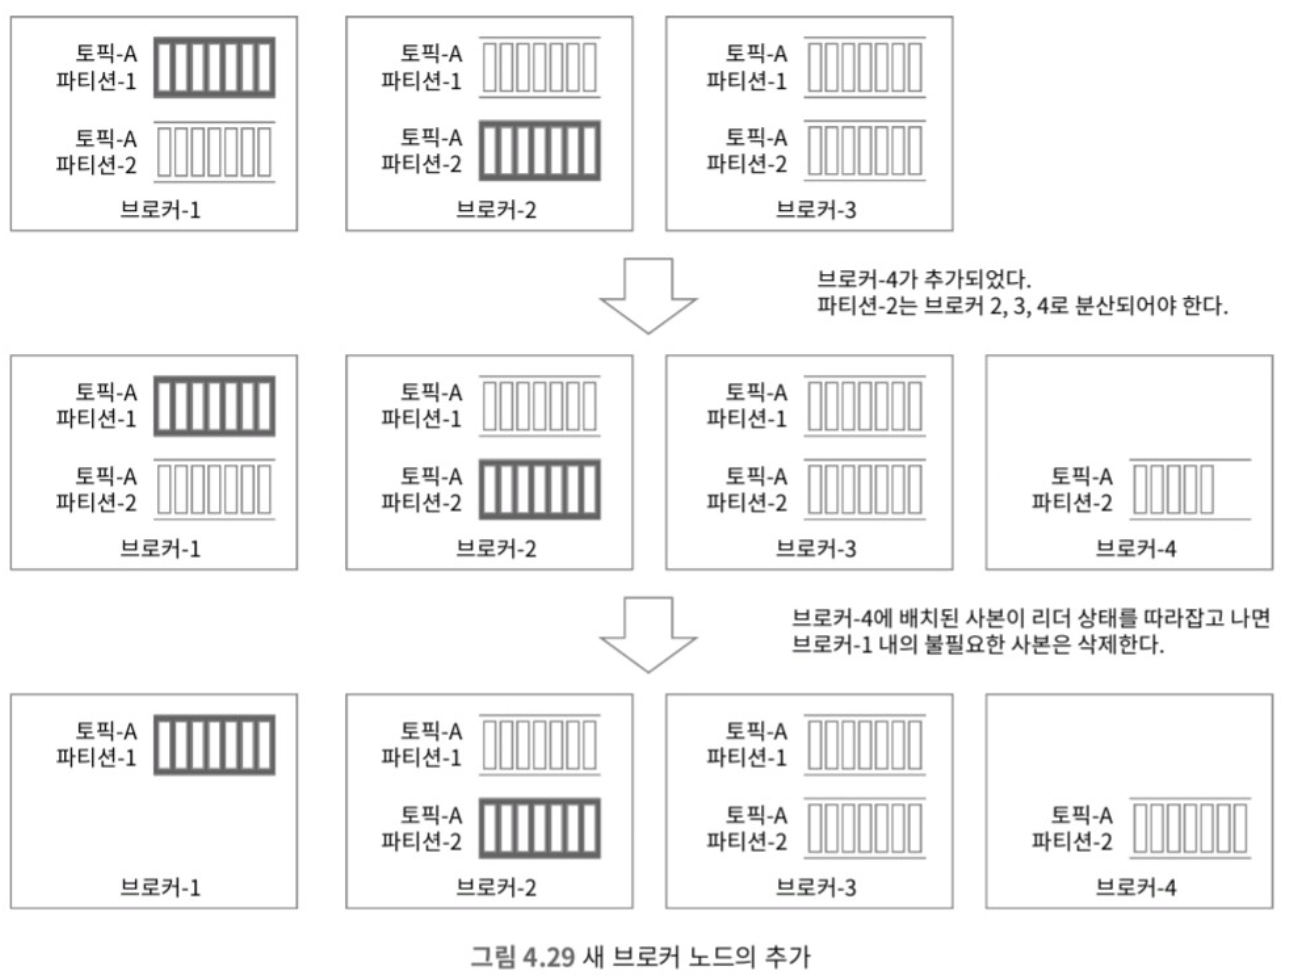 토픽-A
파티션-1
토픽-A
파티션-2
브로커-1
토픽-A
파티션-1
토픽-A
파티션-2
브로커-2
토픽-A
파티션-1
토픽-A
파티션-2
브로커-3
브로커-4가 추가되었다.
파티션-2는 브로커 2, 3, 4로 분산되어야 한다.
토픽-A
파티션-1
토픽-A
파티션-2
브로커-1
토픽-A
파티션-1
토픽-A
파티션-2
브로커-2
토픽-A
파티션-1
토픽-A
파티션-2
브로커-3
토픽-A
파티션-2
브로커-4
브로커-4에 배치된 사본이 리더 상태를 따라잡고 나면
브로커-1 내의 불필요한 사본은 삭제한다.
토픽-A
파티션-1
브로커-1
토픽-A
파티션-1
토픽-A
파티션-2
브로커-2
토픽-A
파티션-1
토픽-A
파티션-2
브로커-3
토픽-A
파티션-2
브로커-4
그림 4.29 새 브로커 노드의 추가